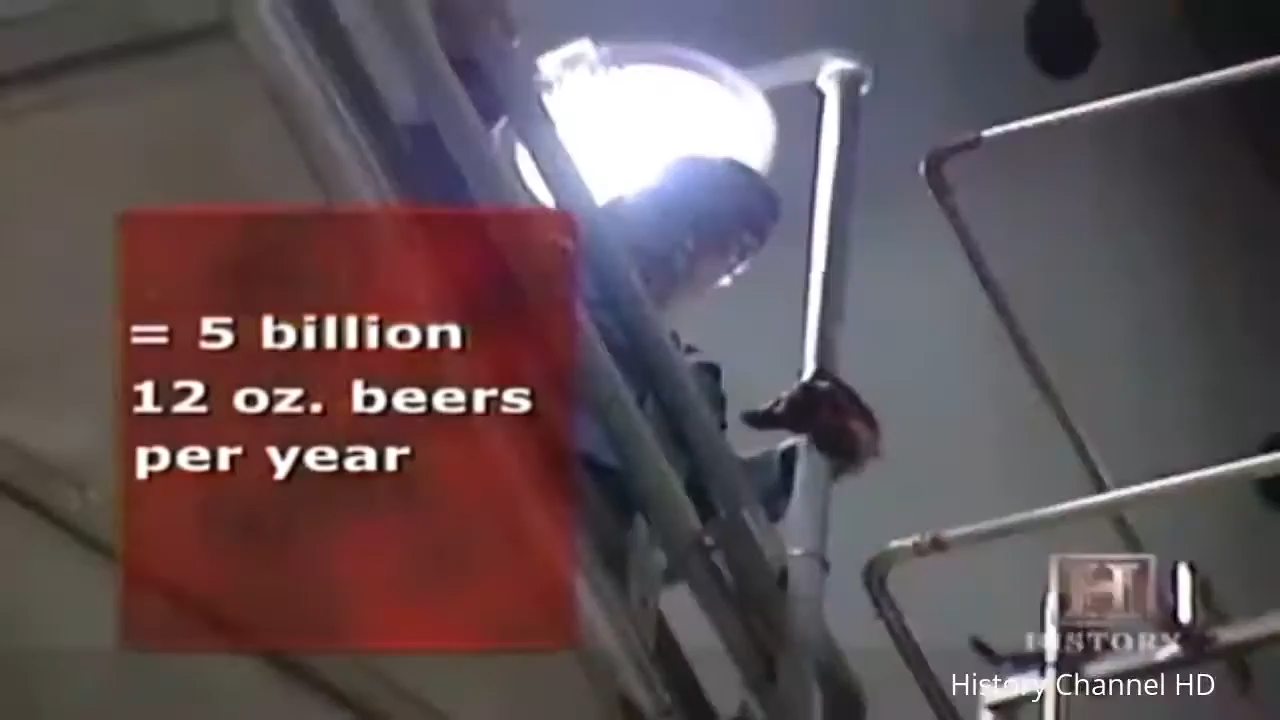 = 5 billion
12 oz. beers
per year
H
HISTORY
History Channel HD